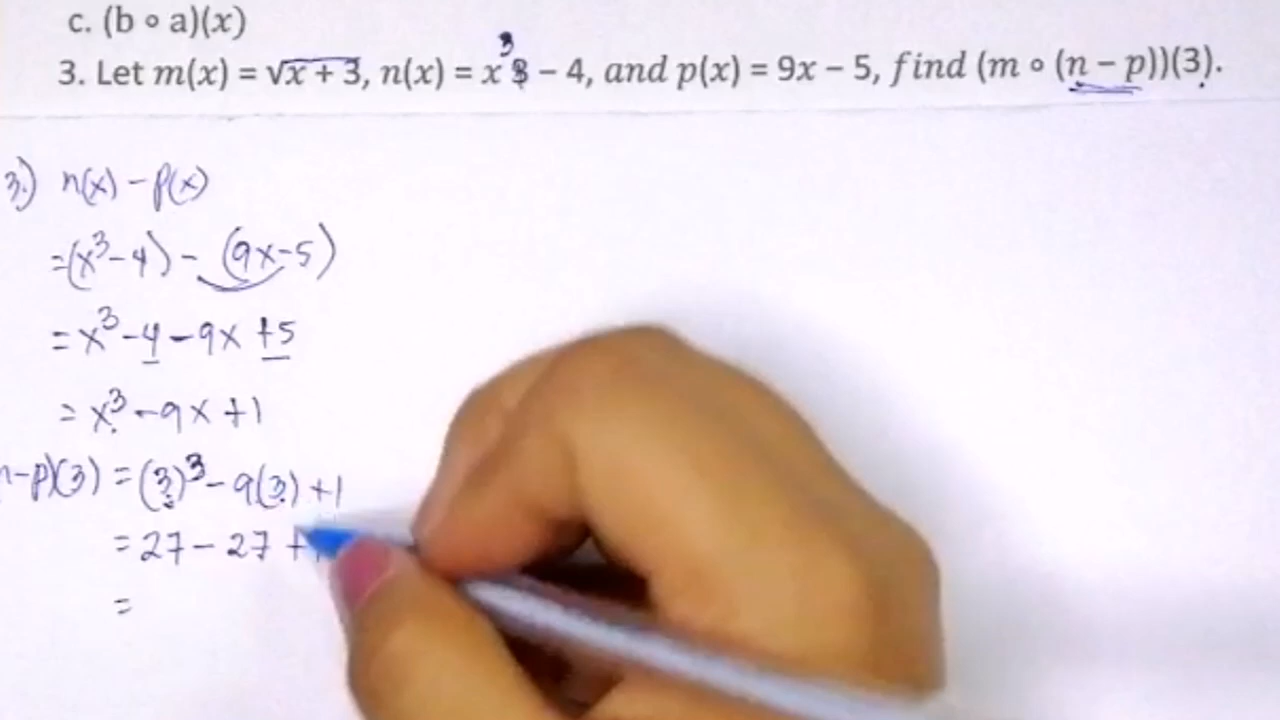 c. (b ∘ a)(x)
3. Let m(x) = √x + 3, n(x) = x³ – 4, and p(x) = 9x – 5, find (m ∘ (n – p))(3).
3.) n(x) - p(x)
= (x³ - 4) - (9x - 5)
= x³ - 4 - 9x + 5
= x³ - 9x + 1
n-p)(3) = (3)³ - 9(3) + 1
= 27 - 27 +
=